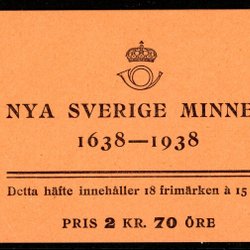 NYA SVERIGE MINNE
1638—1938
Detta häfte innehåller 18 frimärken à 15
PRIS 2 KR. 70 ÖRE